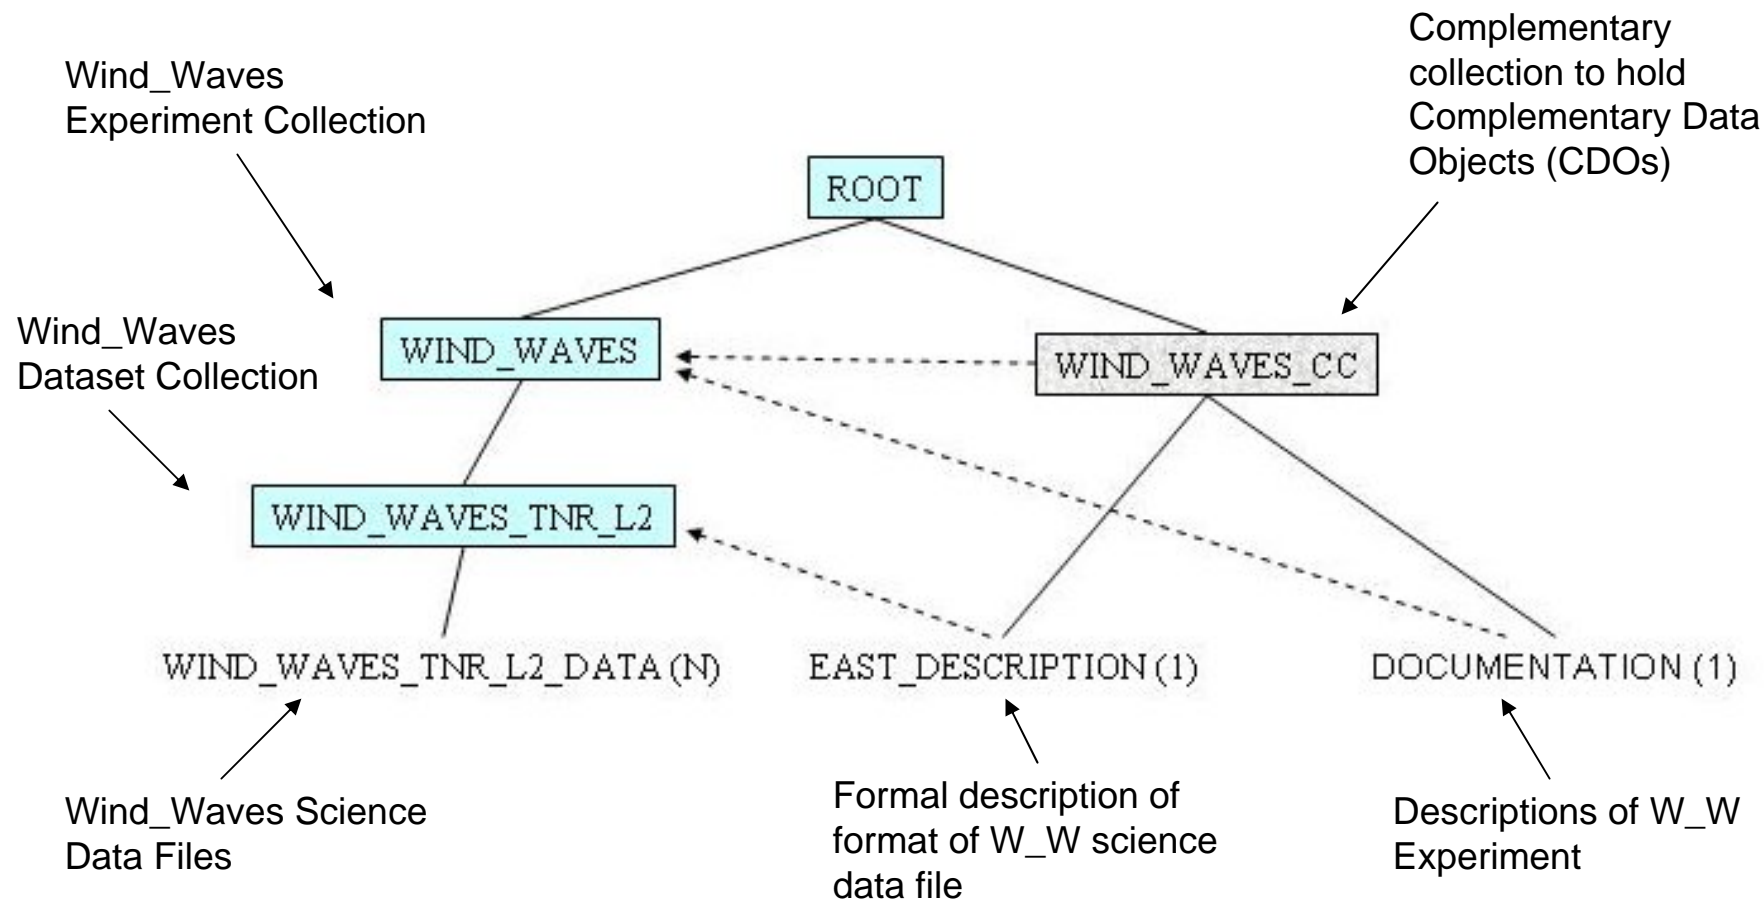 Wind_Waves
Experiment Collection
Complementary
collection to hold
Complementary Data
Objects (CDOs)
ROOT
Wind_Waves
Dataset Collection
WIND_WAVES
WIND_WAVES_CC
WIND_WAVES_TNR_L2
WIND_WAVES_TNR_L2_DATA (N)
EAST_DESCRIPTION (1)
DOCUMENTATION (1)
Wind_Waves Science
Data Files
Formal description of
format of W_W science
data file
Descriptions of W_W
Experiment